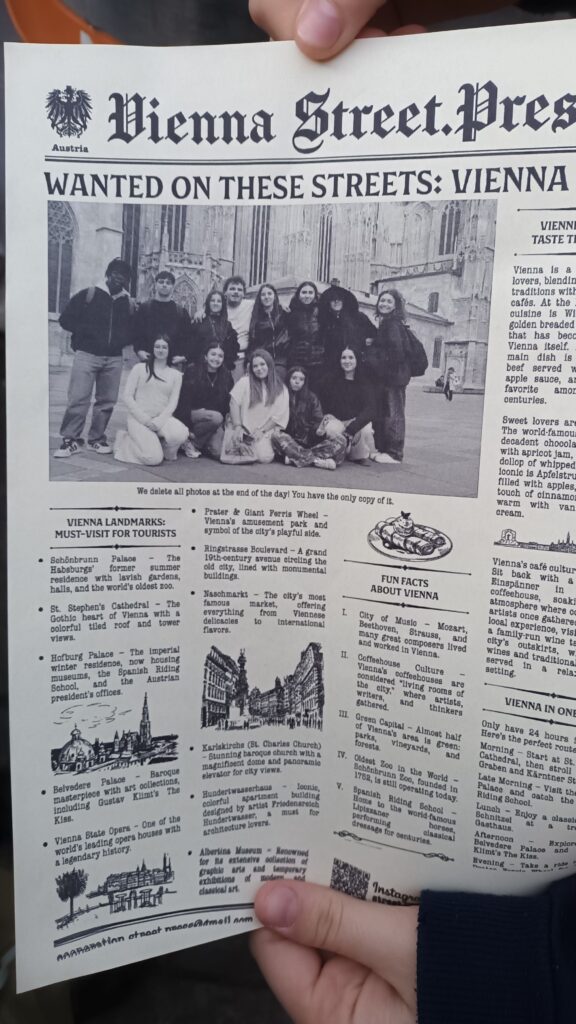 Austria
Vienna Street.Pres
WANTED ON THESE STREETS: VIENNA
We delete all photos at the end of the day! You have the only copy of it.
VIENNA LANDMARKS:
MUST-VISIT FOR TOURISTS
• Schönbrunn Palace – The
Habsburgs' former summer
residence with lavish gardens,
halls, and the world's oldest zoo.
• St. Stephen's Cathedral – The
Gothic heart of Vienna with a
colorful tiled roof and tower
views.
• Hofburg Palace – The imperial
winter residence, now housing
museums, the Spanish Riding
School, and the Austrian
president's offices.
• Belvedere Palace – Baroque
masterpiece with art collections,
including Gustav Klimt's The
Kiss.
• Vienna State Opera – One of the
world's leading opera houses with
a legendary history.
• Prater & Giant Ferris Wheel –
Vienna's amusement park and
symbol of the city's playful side.
• Ringstrasse Boulevard – A grand
19th-century avenue circling the
old city, lined with monumental
buildings.
• Naschmarkt – The city's most
famous market, offering
everything from Viennese
delicacies to international
flavors.
• Karlskirche (St. Charles Church)
– Stunning baroque church with a
magnificent dome and panoramic
elevator for city views.
• Hundertwasserhaus – Iconic,
colorful apartment building
designed by artist Friedensreich
Hundertwasser, a must for
architecture lovers.
• Albertina Museum – Renowned
for its extensive collection of
graphic arts and temporary
exhibitions of modern and
classical art.
FUN FACTS
ABOUT VIENNA
I. City of Music – Mozart,
Beethoven, Strauss, and
many great composers lived
and worked in Vienna.
II. Coffeehouse Culture –
Vienna's coffeehouses are
considered "living rooms of
the city," where artists,
writers, and thinkers
gathered.
III. Green Capital – Almost half
of Vienna's area is green:
parks, vineyards, and
forests.
IV. Oldest Zoo in the World –
Schönbrunn Zoo, founded in
1752, is still operating today.
V. Spanish Riding School –
Home to the world-famous
Lipizzaner horses,
performing classical
dressage for centuries.
VIENN
TASTE T
Vienna is a
lovers, blendin
traditions with
cafés. At the
cuisine is Wi
golden breaded
that has beco
Vienna itself.
main dish is
beef served w
apple sauce, an
favorite amo
centuries.
Sweet lovers are
The world-famou
decadent chocola
with apricot jam,
dollop of whipped
iconic is Apfelstru
filled with apples,
touch of cinnamo
warm with van
cream.
Vienna's café cultur
Sit back with a
Einspänner in
coffeehouse, soaki
atmosphere where c
artists once gathered
local experience, visi
a family-run wine t
city's outskirts, w
wines and traditional
served in a relax
setting.
VIENNA IN ONE
Only have 24 hours
Here's the perfect route
Morning – Start at St.
Cathedral, then stroll
Graben and Kärntner St
Late Morning – Visit the
Palace and catch the
Riding School.
Lunch – Enjoy a classi
Schnitzel at a
Gasthaus.
Afternoon – Explor
Belvedere Palace and
Klimt's The Kiss.
Evening – Take a
cooperation.street.press@gmail.com
Instagra